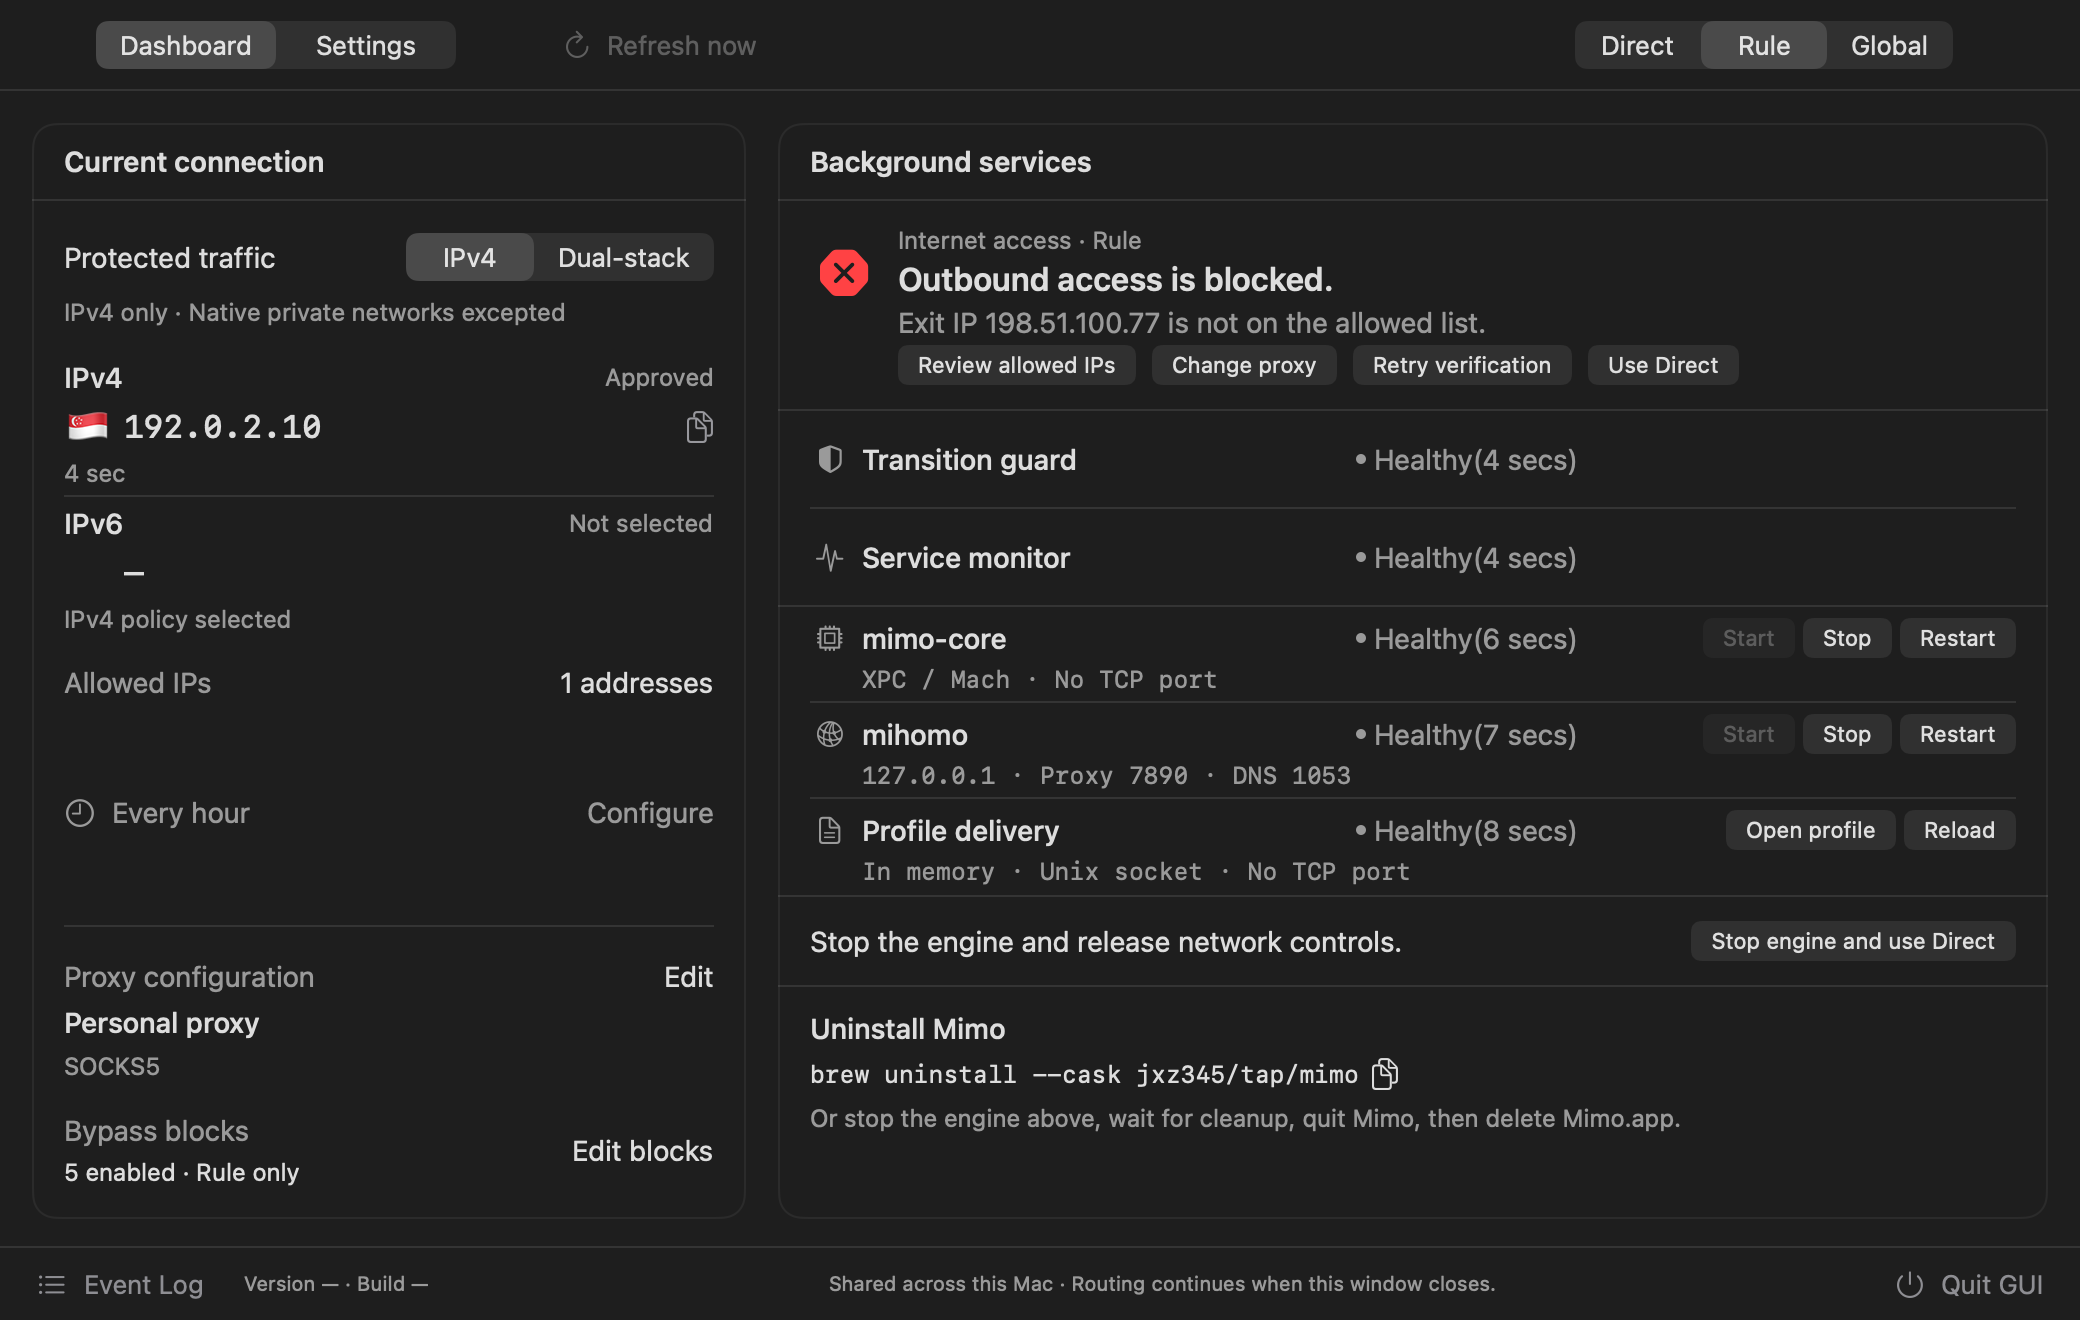 Dashboard Settings Refresh now Direct Rule Global
Current connection
Protected traffic IPv4 Dual-stack
IPv4 only · Native private networks excepted
IPv4 Approved
192.0.2.10
4 sec
IPv6 Not selected
—
IPv4 policy selected
Allowed IPs 1 addresses
Every hour Configure
Proxy configuration Edit
Personal proxy
SOCKS5
Bypass blocks
Edit blocks
5 enabled · Rule only
Background services
Internet access · Rule
Outbound access is blocked.
Exit IP 198.51.100.77 is not on the allowed list.
Review allowed IPs Change proxy Retry verification Use Direct
Transition guard Healthy(4 secs)
Service monitor Healthy(4 secs)
mimo-core Healthy(6 secs) Start Stop Restart
XPC / Mach · No TCP port
mihomo Healthy(7 secs) Start Stop Restart
127.0.0.1 · Proxy 7890 · DNS 1053
Profile delivery Healthy(8 secs) Open profile Reload
In memory · Unix socket · No TCP port
Stop the engine and release network controls. Stop engine and use Direct
Uninstall Mimo
brew uninstall --cask jxz345/tap/mimo
Or stop the engine above, wait for cleanup, quit Mimo, then delete Mimo.app.
Event Log Version — · Build — Shared across this Mac · Routing continues when this window closes. Quit GUI